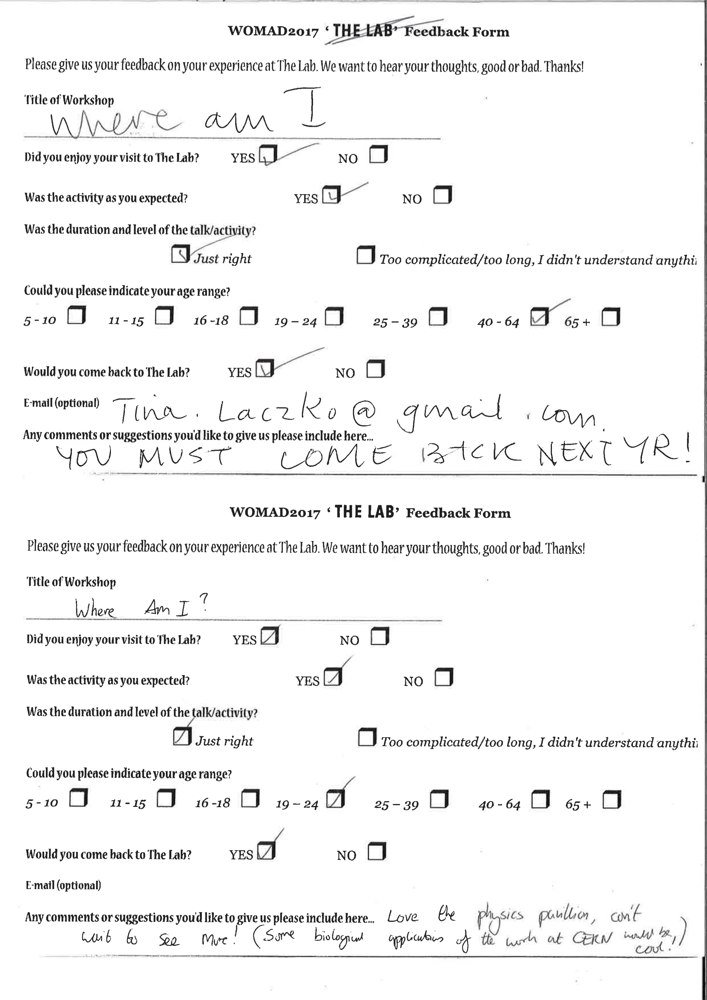 WOMAD2017 ‘ THE LAB’ Feedback Form
Please give us your feedback on your experience at The Lab. We want to hear your thoughts, good or bad. Thanks!
Title of Workshop
Where am I
Did you enjoy your visit to The Lab? YES NO
Was the activity as you expected? YES NO
Was the duration and level of the talk/activity?
Just right Too complicated/too long, I didn't understand anythi
Could you please indicate your age range?
5 - 10 11 - 15 16 -18 19 – 24 25 – 39 40 - 64 65 +
Would you come back to The Lab? YES NO
E-mail (optional) Tina. Laczko@gmail.com.
Any comments or suggestions you'd like to give us please include here...
YOU MUST COME BACK NEXT YR!
WOMAD2017 ‘ THE LAB’ Feedback Form
Please give us your feedback on your experience at The Lab. We want to hear your thoughts, good or bad. Thanks!
Title of Workshop
Where Am I?
Did you enjoy your visit to The Lab? YES NO
Was the activity as you expected? YES NO
Was the duration and level of the talk/activity?
Just right Too complicated/too long, I didn't understand anythi
Could you please indicate your age range?
5 - 10 11 - 15 16 -18 19 – 24 25 – 39 40 - 64 65 +
Would you come back to The Lab? YES NO
E-mail (optional)
Any comments or suggestions you'd like to give us please include here... Love the physics pavillion, can't
wait to see more! (Some biological applications of the work at CERN would be,)
cool!